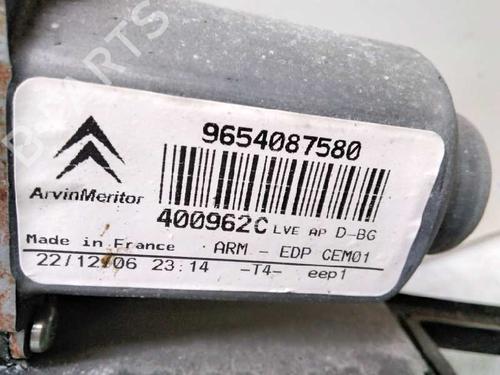 9654087580
ArvinMeritor
400962C LVE AP D-BG
Made in France ARM - EDP CEM01
22/12/06 23:14 -T4- eep1